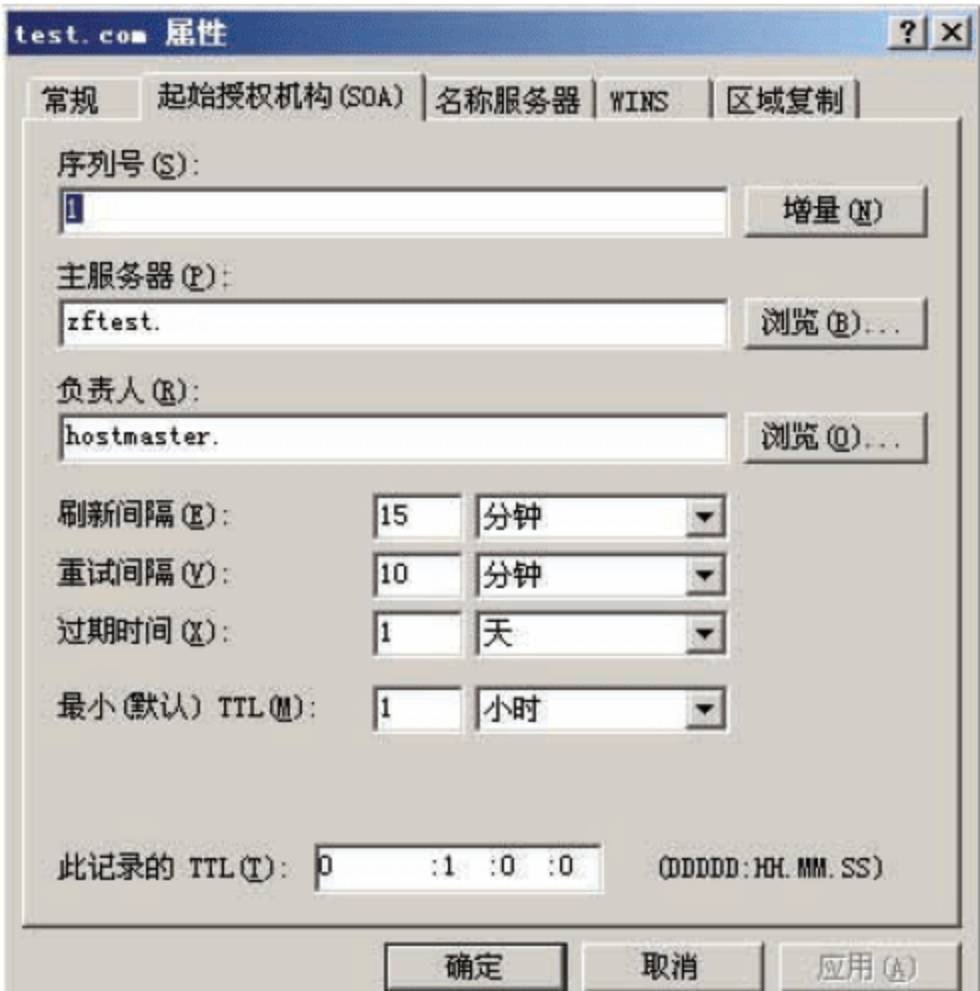 test.com 属性
常规 起始授权机构(SOA) 名称服务器 WINS 区域复制
序列号(S):
1 增量(N)
主服务器(P):
zftest. 浏览(B)...
负责人(R):
hostmaster. 浏览(O)...
刷新间隔(E): 15 分钟
重试间隔(V): 10 分钟
过期时间(X): 1 天
最小(默认) TTL(M): 1 小时
此记录的 TTL(T): 0 :1 :0 :0 (DDDDD:HH.MM.SS)
确定 取消 应用(A)